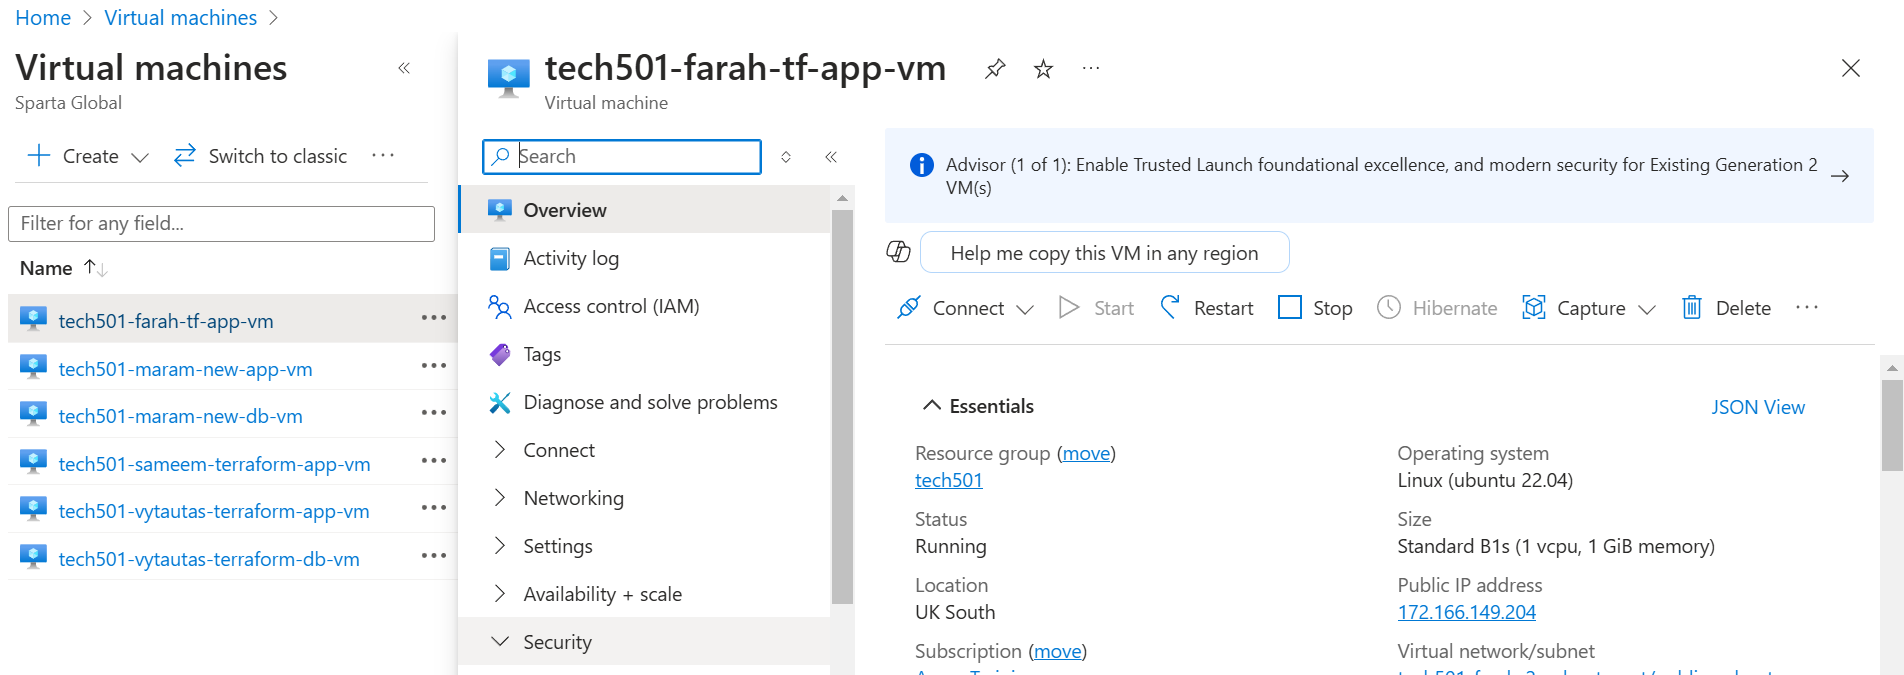 Home > Virtual machines >
Virtual machines
Sparta Global
Create
Switch to classic
Filter for any field...
Name
tech501-farah-tf-app-vm
tech501-maram-new-app-vm
tech501-maram-new-db-vm
tech501-sameem-terraform-app-vm
tech501-vytautas-terraform-app-vm
tech501-vytautas-terraform-db-vm
tech501-farah-tf-app-vm
Virtual machine
Search
Overview
Activity log
Access control (IAM)
Tags
Diagnose and solve problems
Connect
Networking
Settings
Availability + scale
Security
Advisor (1 of 1): Enable Trusted Launch foundational excellence, and modern security for Existing Generation 2
VM(s)
Help me copy this VM in any region
Connect
Start
Restart
Stop
Hibernate
Capture
Delete
Essentials
JSON View
Resource group (move)
tech501
Status
Running
Location
UK South
Subscription (move)
Operating system
Linux (ubuntu 22.04)
Size
Standard B1s (1 vcpu, 1 GiB memory)
Public IP address
172.166.149.204
Virtual network/subnet